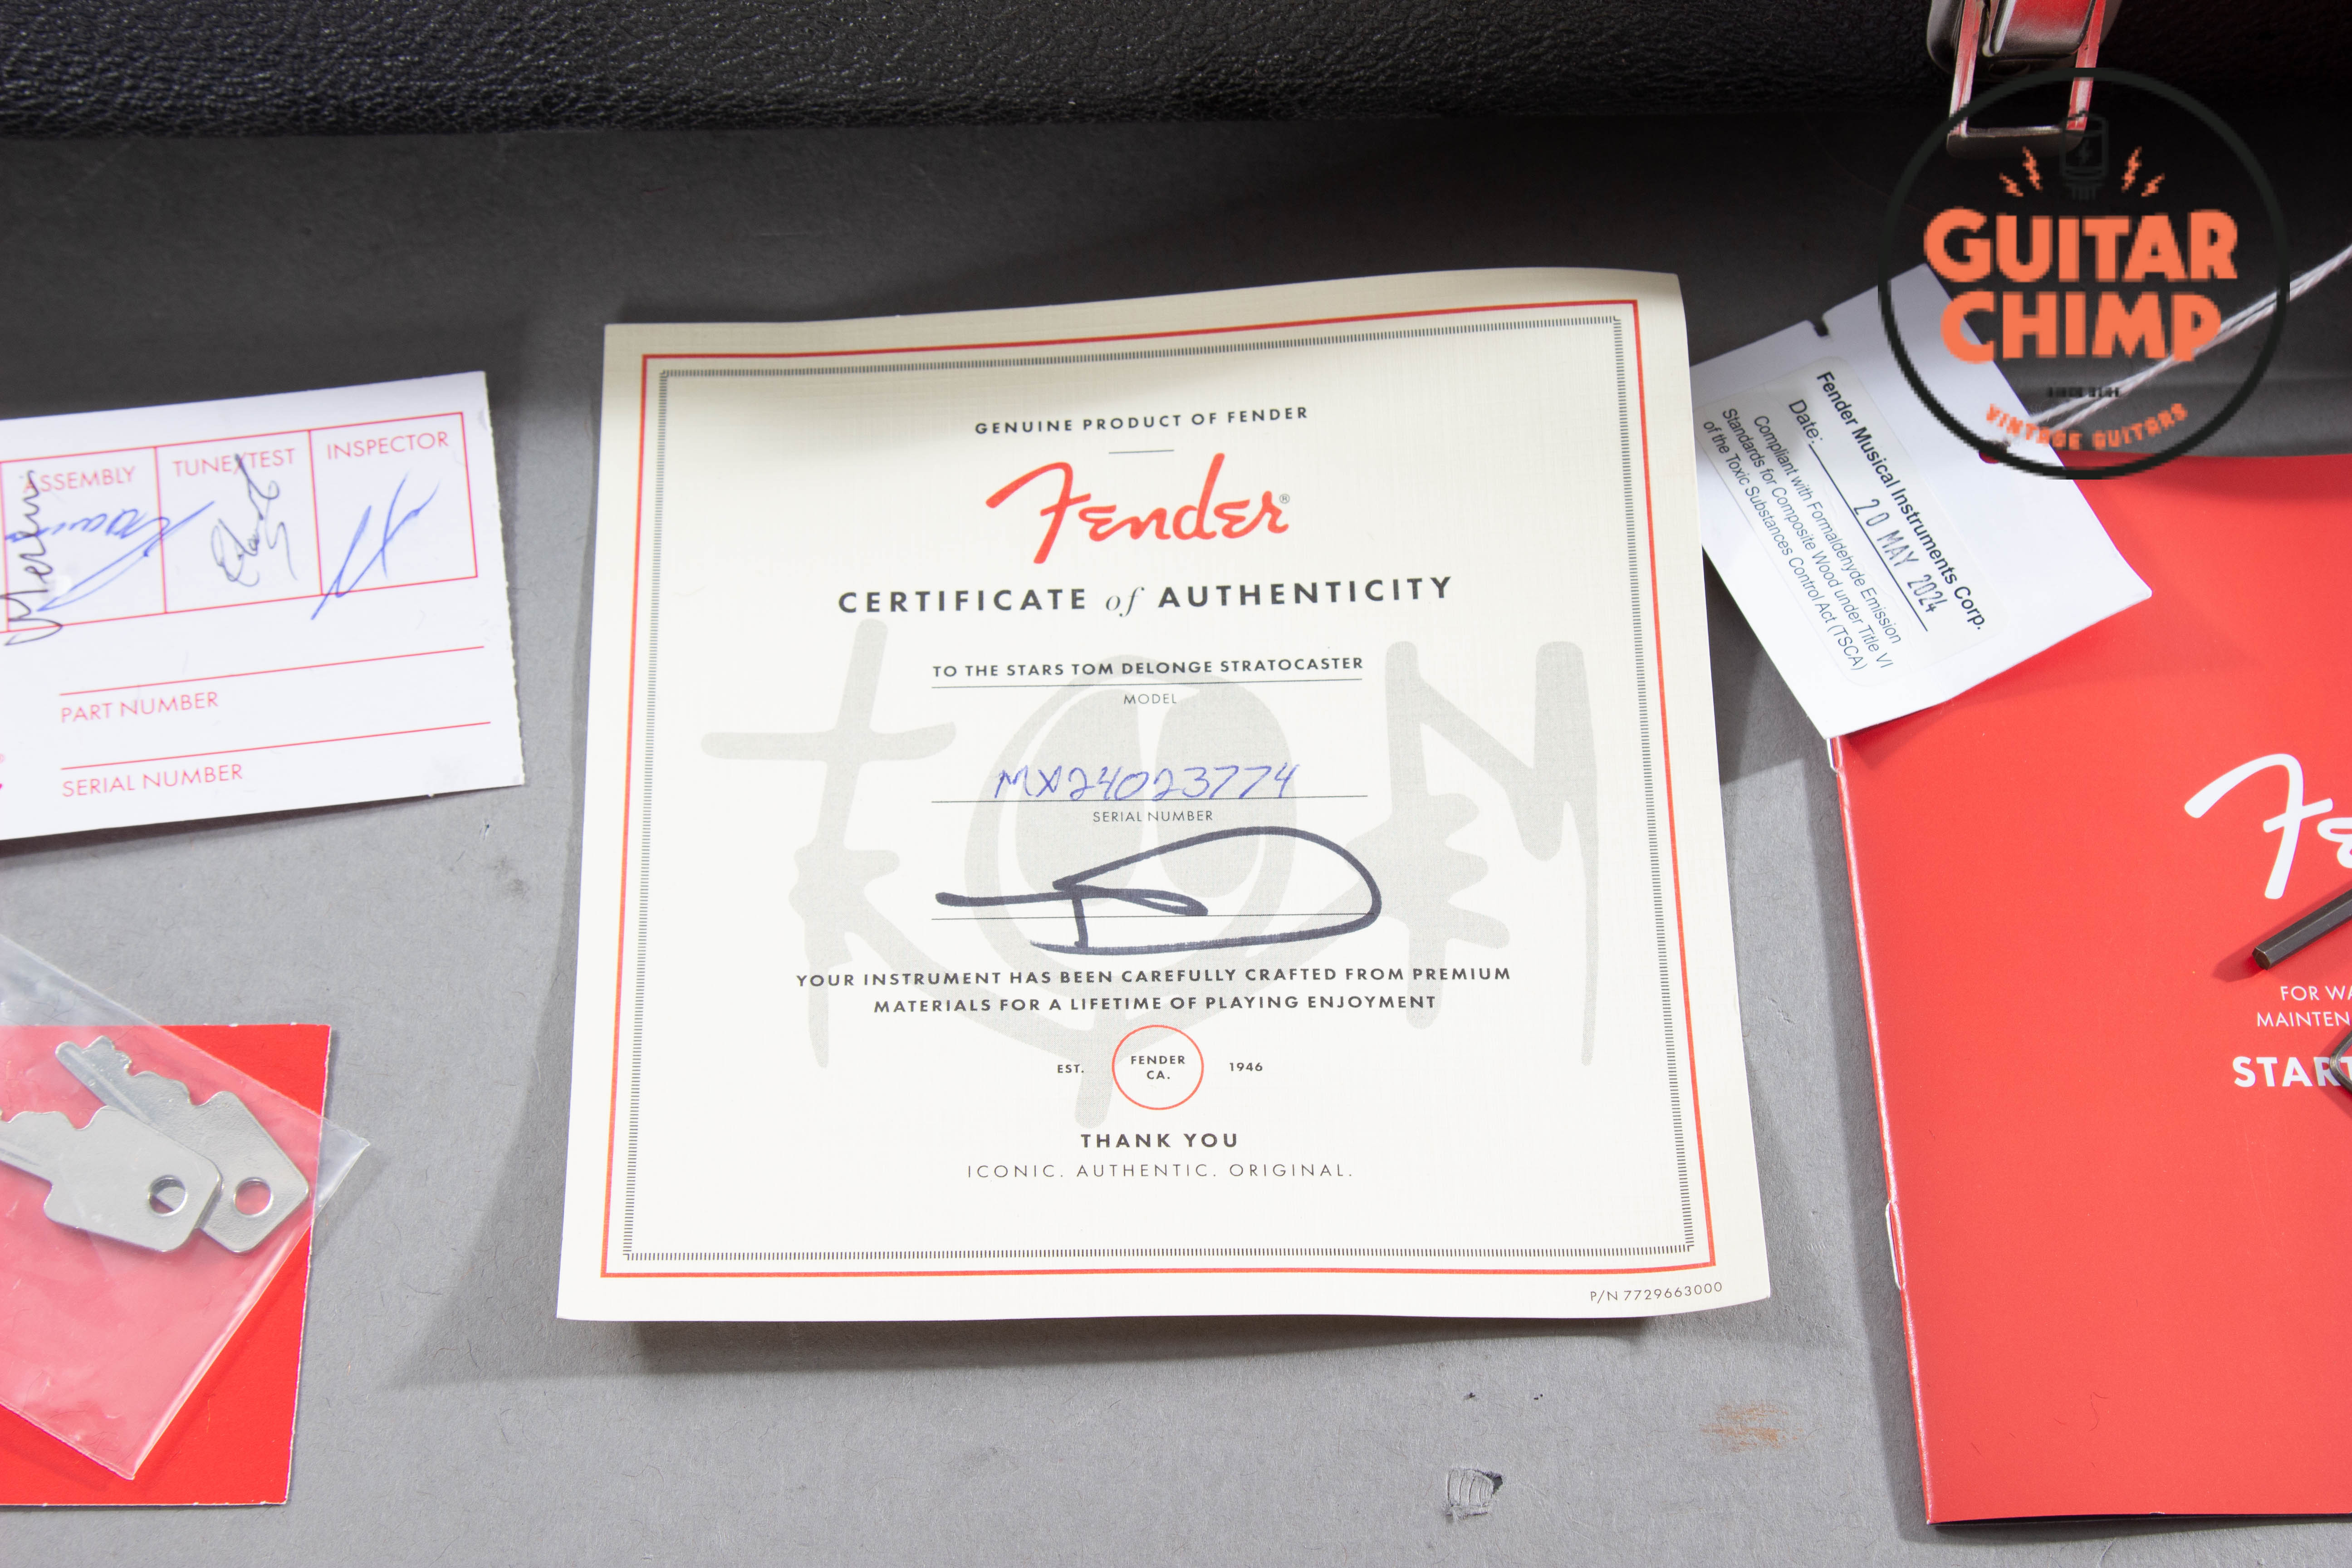 GUITAR
CHIMP
VINTAGE GUITARS
ASSEMBLY
TUNE/TEST
INSPECTOR
PART NUMBER
SERIAL NUMBER
GENUINE PRODUCT OF FENDER
Fender®
CERTIFICATE of AUTHENTICITY
TO THE STARS TOM DELONGE STRATOCASTER
MODEL
MX24023774
SERIAL NUMBER
TOM
YOUR INSTRUMENT HAS BEEN CAREFULLY CRAFTED FROM PREMIUM
MATERIALS FOR A LIFETIME OF PLAYING ENJOYMENT
EST. FENDER CA. 1946
THANK YOU
ICONIC. AUTHENTIC. ORIGINAL.
P/N 7729663000
Fender Musical Instruments Corp.
Date: 20 MAY 2024
Compliant with Formaldehyde Emission
Standards for Composite Wood under Title VI
of the Toxic Substances Control Act (TSCA)
Fe
FOR WA
MAINTEN
START